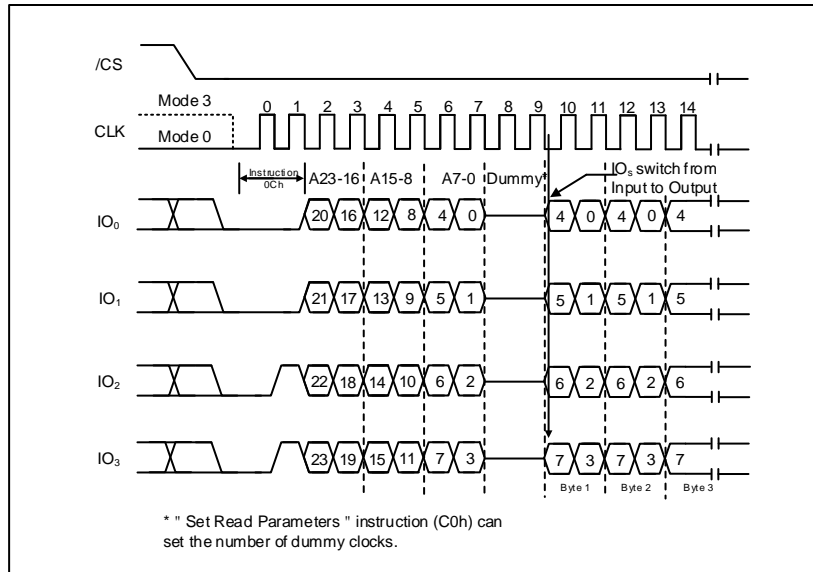 /CS
Mode 3
0 1 2 3 4 5 6 7 8 9 10 11 12 13 14
CLK
Mode 0
Instruction
0Ch
A23-16 A15-8 A7-0 Dummy*
IOs switch from
Input to Output
IO0 20 16 12 8 4 0 4 0 4 0 4
IO1 21 17 13 9 5 1 5 1 5 1 5
IO2 22 18 14 10 6 2 6 2 6 2 6
IO3 23 19 15 11 7 3 7 3 7 3 7
Byte 1 Byte 2 Byte 3
* " Set Read Parameters " instruction (C0h) can
set the number of dummy clocks.